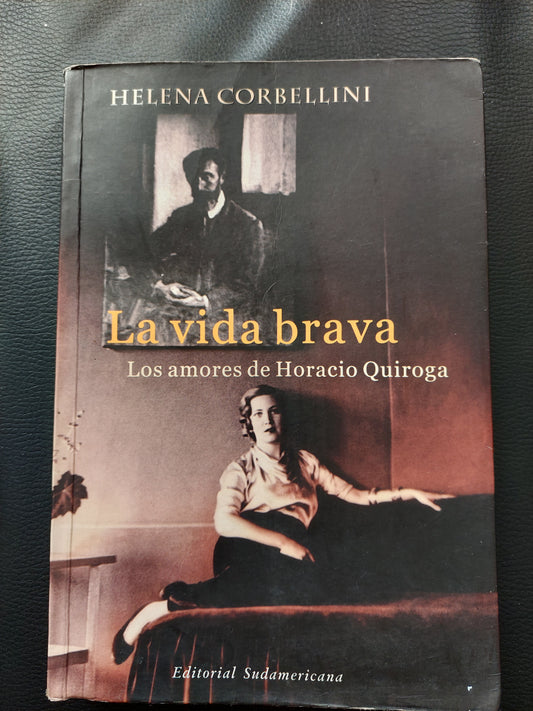 HELENA CORBELLINI
La vida brava
Los amores de Horacio Quiroga
Editorial Sudamericana